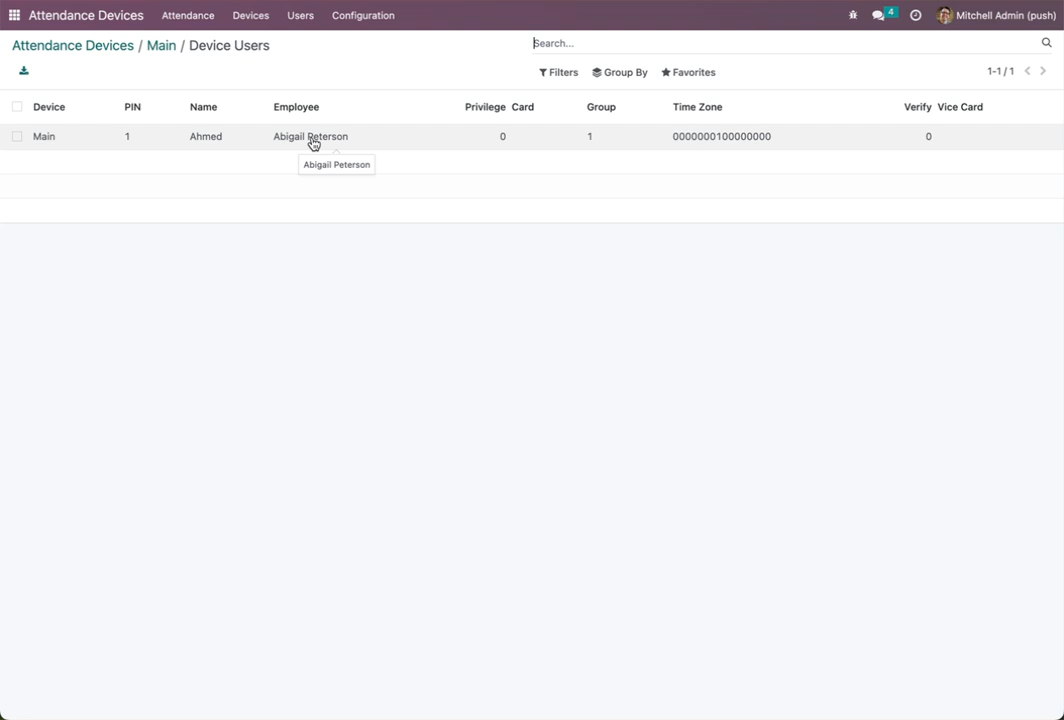 Attendance Devices Attendance Devices Users Configuration 4 Mitchell Admin (push)
Attendance Devices / Main / Device Users Search...
Filters Group By Favorites 1-1 / 1
Device PIN Name Employee Privilege Card Group Time Zone Verify Vice Card
Main 1 Ahmed Abigail Peterson 0 1 0000000100000000 0
Abigail Peterson